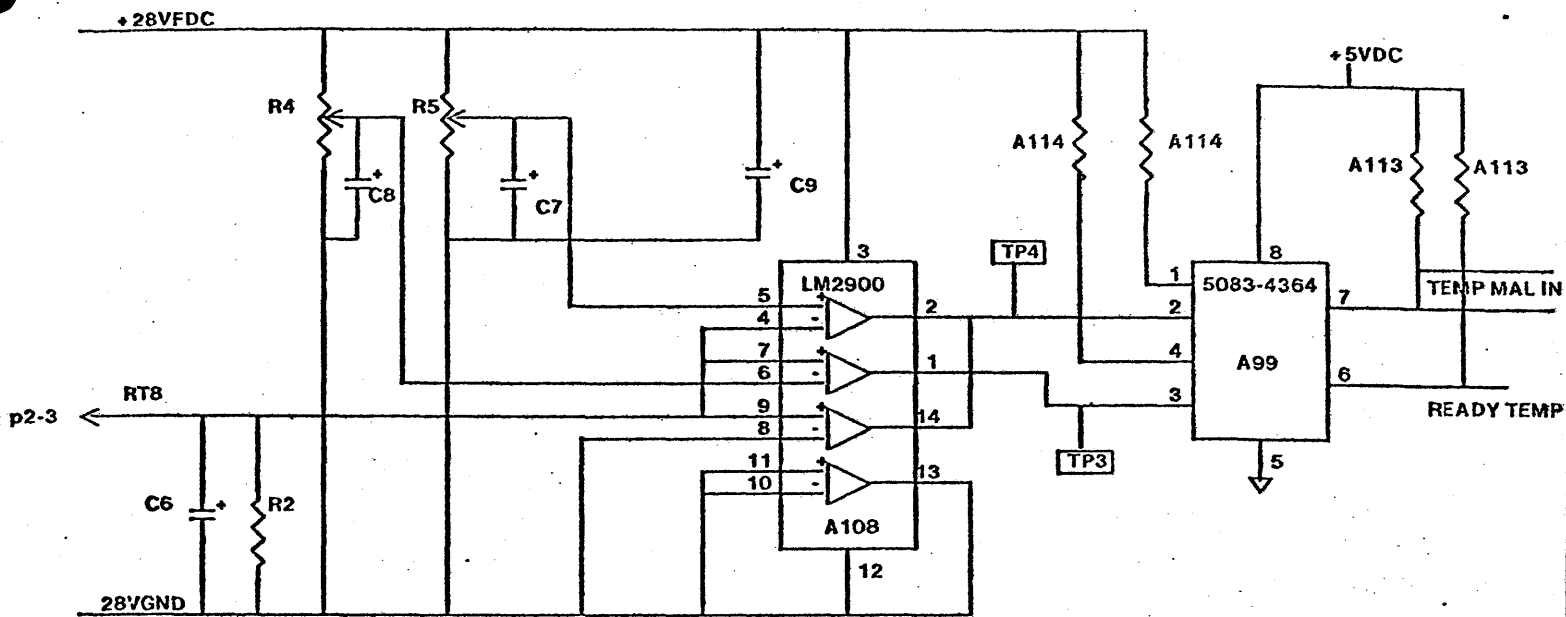 +28VFDC
+5VDC
R4
R5
+
C8
+
C7
+
C9
A114
A114
A113
A113
3
TP4
8
LM2900
5083-4364
1
2
4
3
7
6
TEMP MAL IN
READY TEMP
A99
5
5
4
7
6
9
8
11
10
+
-
+
-
+
-
+
-
2
1
14
13
A108
12
TP3
p2-3
RT8
C6
+
R2
28VGND